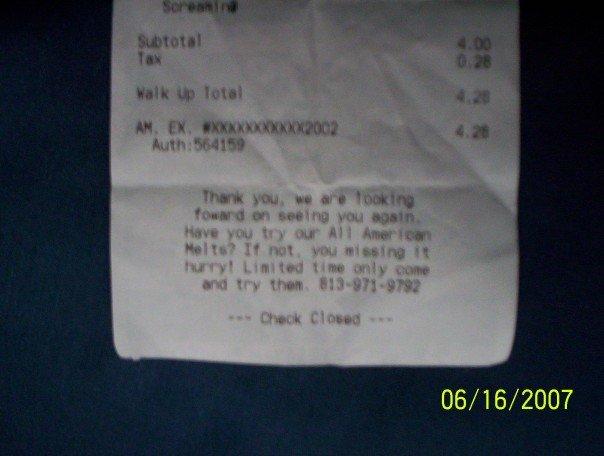 Screaming
Subtotal 4.00
Tax 0.28
Walk Up Total 4.28
AM. EX. #XXXXXXXXXXX2002 4.28
Auth:564159
Thank you, we are looking
foward on seeing you again.
Have you try our All American
Melts? If not, you missing it
hurry! Limited time only come
and try them. 813-971-9792
--- Check Closed ---
06/16/2007